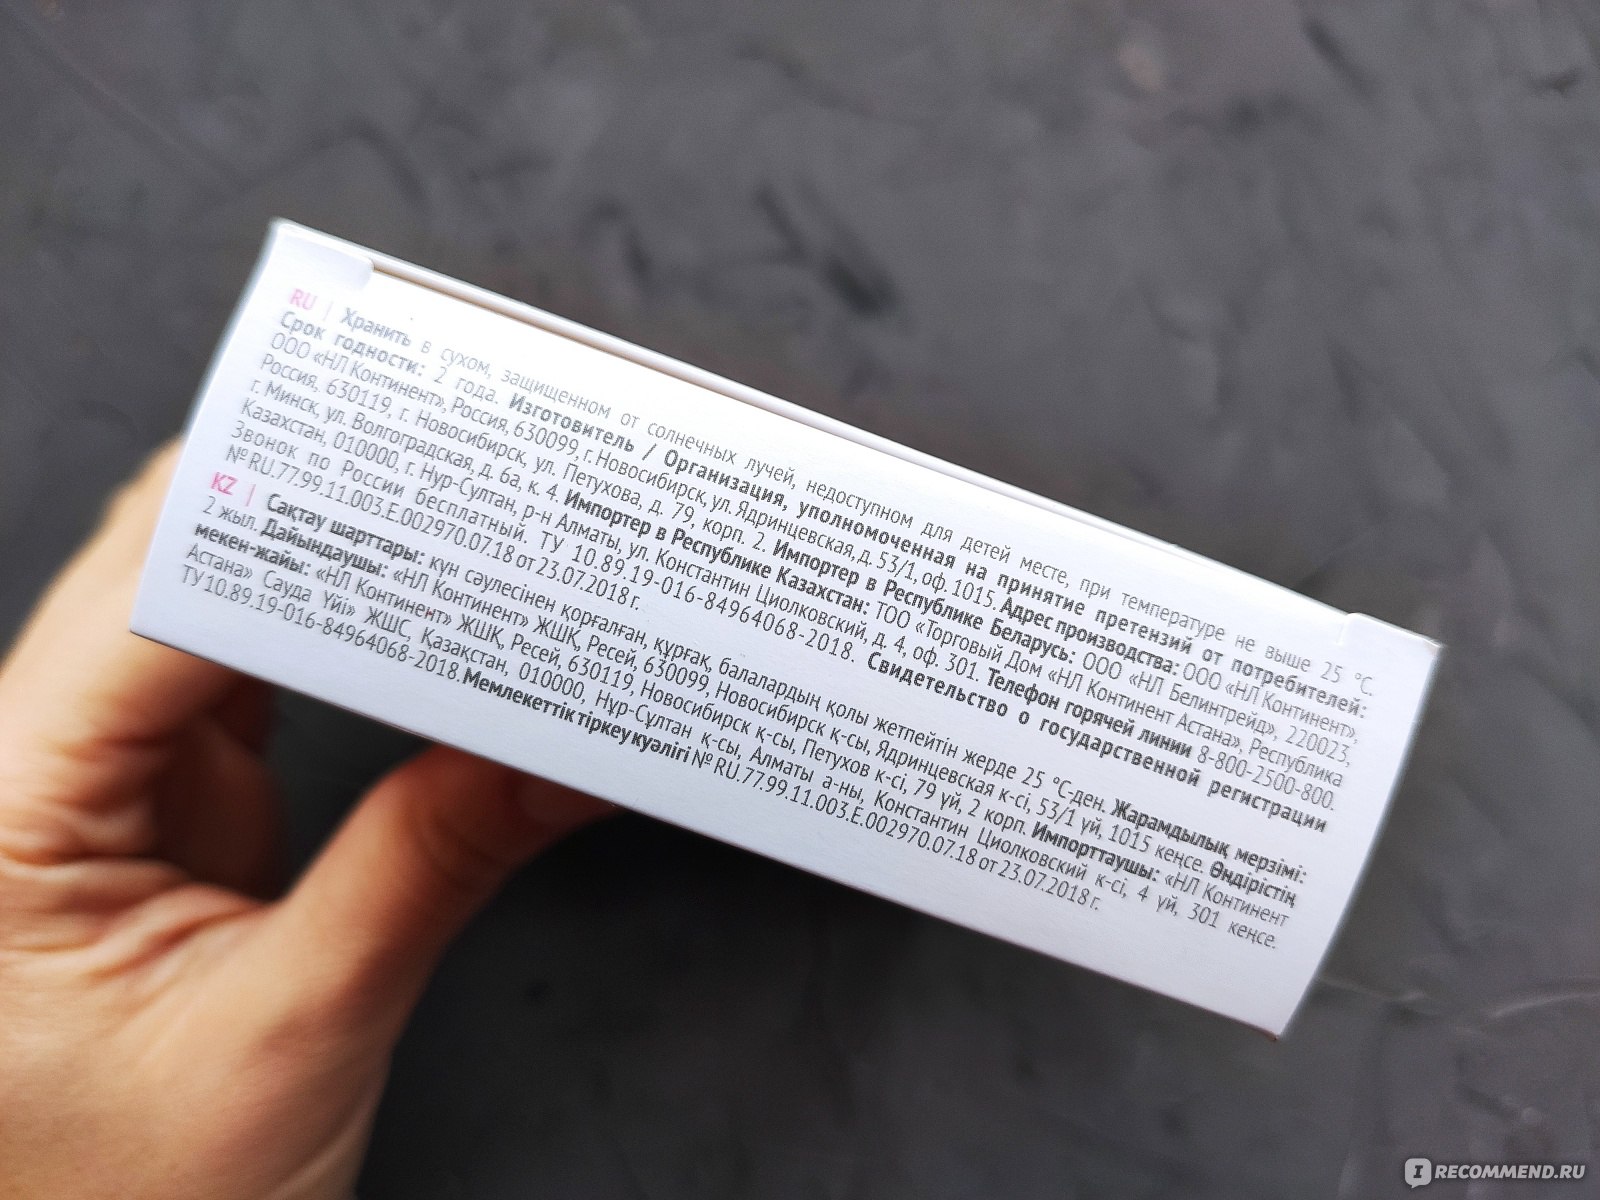 RU | Хранить в сухом, защищенном от солнечных лучей, недоступном для детей месте, при температуре не выше 25 °C.
Срок годности: 2 года. Изготовитель / Организация, уполномоченная на принятие претензий от потребителей:
ООО «НЛ Континент», Россия, 630099, г. Новосибирск, ул. Ядринцевская, д. 53/1, оф. 1015. Адрес производства: ООО «НЛ Континент»,
Россия, 630119, г. Новосибирск, ул. Петухова, д. 79, корп. 2. Импортер в Республике Беларусь: ООО «НЛ Белинтрейд», 220023,
г. Минск, ул. Волгоградская, д. 6а, к. 4. Импортер в Республике Казахстан: ТОО «Торговый Дом «НЛ Континент Астана», Республика
Казахстан, 010000, г. Нур-Султан, р-н Алматы, ул. Константин Циолковский, д. 4, оф. 301. Телефон горячей линии 8-800-2500-800.
Звонок по России бесплатный. ТУ 10.89.19-016-84964068-2018. Свидетельство о государственной регистрации
№ RU.77.99.11.003.E.002970.07.18 от 23.07.2018 г.
KZ | Сақтау шарттары: күн сәулесінен қорғалған, құрғақ, балалардың қолы жетпейтін жерде 25 °C-ден. Жарамдылық мерзімі:
2 жыл. Дайындаушы: «НЛ Континент» ЖШҚ, Ресей, 630099, Новосибирск қ-сы, Ядринцевская к-сі, 53/1 үй, 1015 кеңсе. Өндірістің
мекен-жайы: «НЛ Континент» ЖШҚ, Ресей, 630119, Новосибирск қ-сы, Петухов к-сі, 79 үй, 2 корп. Импорттаушы: «НЛ Континент
Астана» Сауда Үйі» ЖШС, Қазақстан, 010000, Нұр-Сұлтан қ-сы, Алматы а-ны, Константин Циолковский к-сі, 4 үй, 301 кеңсе.
ТУ 10.89.19-016-84964068-2018. Мемлекеттік тіркеу куәлігі № RU.77.99.11.003.E.002970.07.18 от 23.07.2018 г.
IRECOMMEND.RU